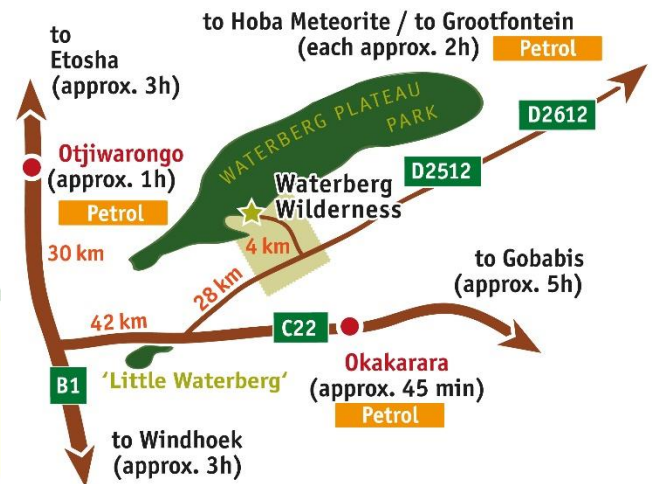 to
Etosha
(approx. 3h)
to Hoba Meteorite / to Grootfontein
(each approx. 2h) Petrol
WATERBERG PLATEAU
PARK
D2612
D2512
Otjiwarongo
(approx. 1h)
Petrol
Waterberg
Wilderness
30 km
4 km
28 km
to Gobabis
(approx. 5h)
42 km
C22
B1
'Little Waterberg'
Okakarara
(approx. 45 min)
Petrol
to Windhoek
(approx. 3h)